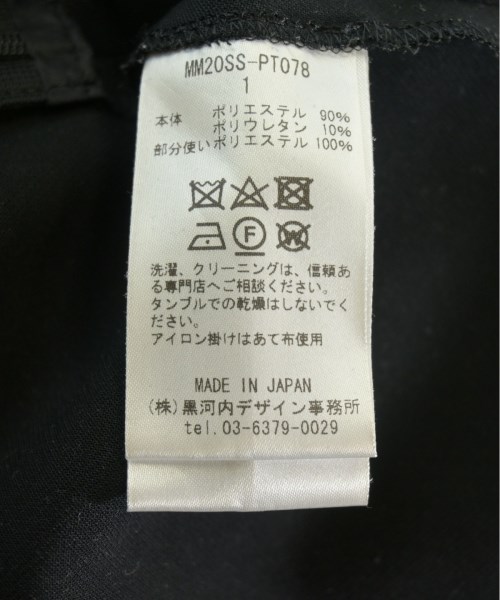 MM20SS-PT078
1
本体 ポリエステル 90%
ポリウレタン 10%
部分使い ポリエステル 100%
F W
洗濯、クリーニングは、信頼あ
る専門店へご相談ください。
タンブルでの乾燥はしないでく
ださい。
アイロン掛けはあて布使用
MADE IN JAPAN
(株)黒河内デザイン事務所
tel.03-6379-0029